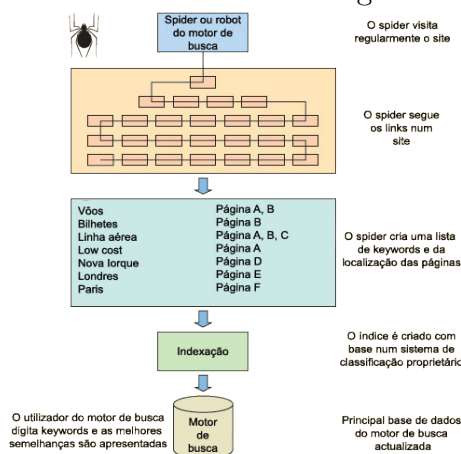 Spider ou robot
do motor de
busca
O spider visita
regularmente o site
O spider segue
os links num
site
Vôos Página A, B
Bilhetes Página B
Linha aérea Página A, B, C
Low cost Página A
Nova Iorque Página D
Londres Página E
Paris Página F
O spider cria uma lista
de keywords e da
localização das páginas
Indexação
O índice é criado com
base num sistema de
classificação proprietário
O utilizador do motor de busca
digita keywords e as melhores
semelhanças são apresentadas
Motor
de
busca
Principal base de dados
do motor de busca
actualizada